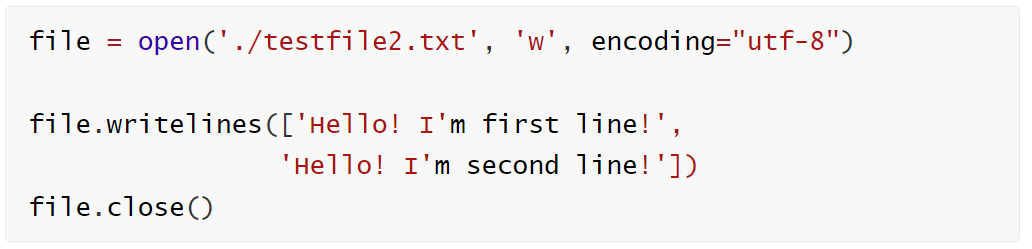 file = open('./testfile2.txt', 'w', encoding="utf-8")
file.writelines(['Hello! I'm first line!',
'Hello! I'm second line!'])
file.close()